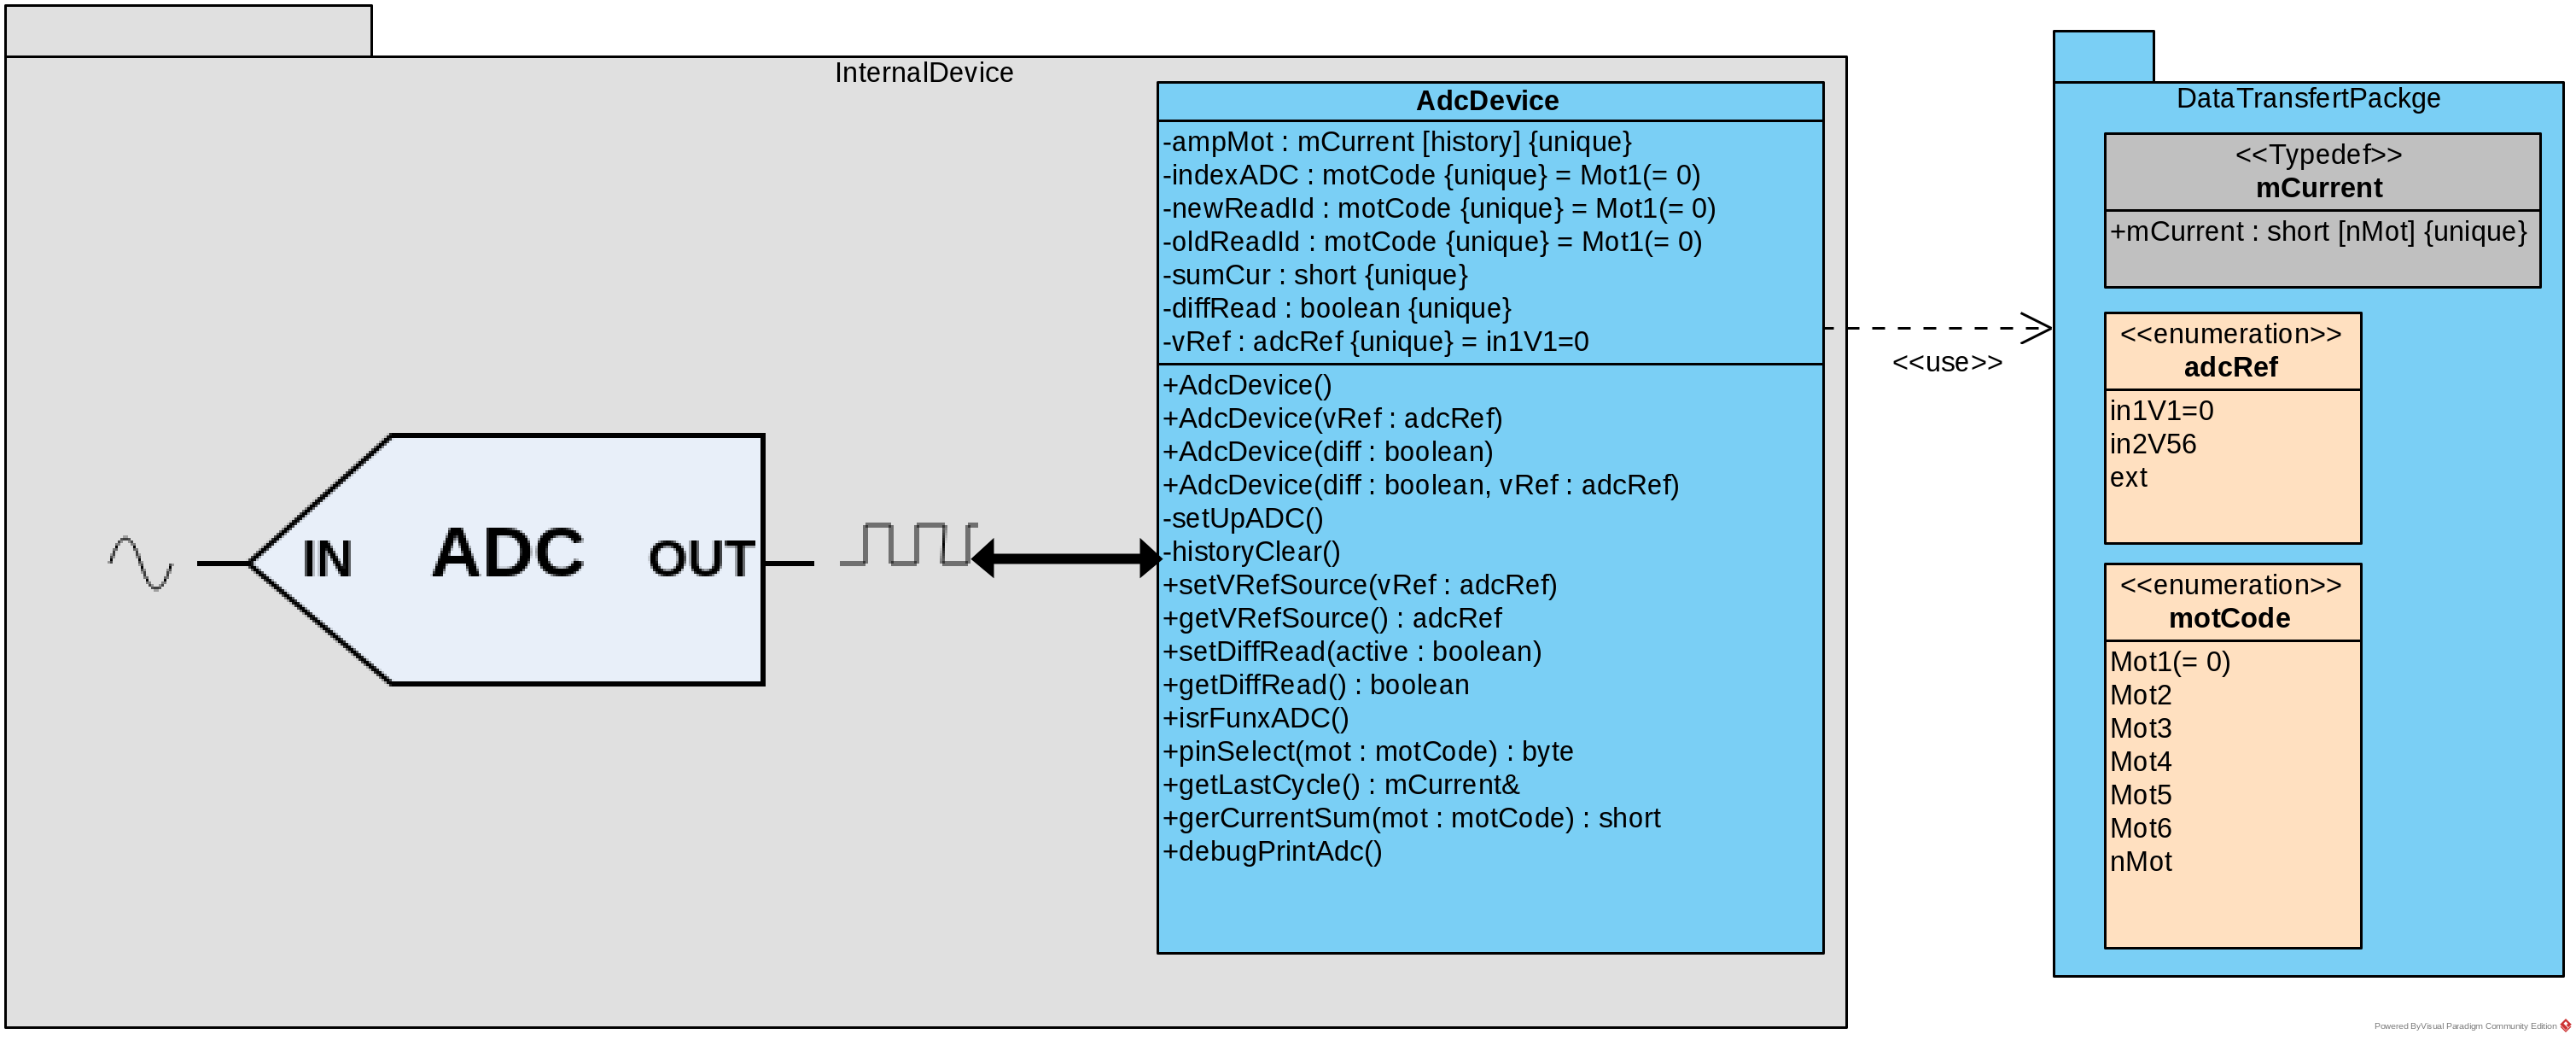 InternalDevice
IN ADC OUT
AdcDevice
-ampMot : mCurrent [history] {unique}
-indexADC : motCode {unique} = Mot1(= 0)
-newReadId : motCode {unique} = Mot1(= 0)
-oldReadId : motCode {unique} = Mot1(= 0)
-sumCur : short {unique}
-diffRead : boolean {unique}
-vRef : adcRef {unique} = in1V1=0
+AdcDevice()
+AdcDevice(vRef : adcRef)
+AdcDevice(diff : boolean)
+AdcDevice(diff : boolean, vRef : adcRef)
-setUpADC()
-historyClear()
+setVRefSource(vRef : adcRef)
+getVRefSource() : adcRef
+setDiffRead(active : boolean)
+getDiffRead() : boolean
+isrFunxADC()
+pinSelect(mot : motCode) : byte
+getLastCycle() : mCurrent&
+gerCurrentSum(mot : motCode) : short
+debugPrintAdc()
<<use>>
DataTransfertPackge
<<Typedef>>
mCurrent
+mCurrent : short [nMot] {unique}
<<enumeration>>
adcRef
in1V1=0
in2V56
ext
<<enumeration>>
motCode
Mot1(= 0)
Mot2
Mot3
Mot4
Mot5
Mot6
nMot
Powered ByVisual Paradigm Community Edition